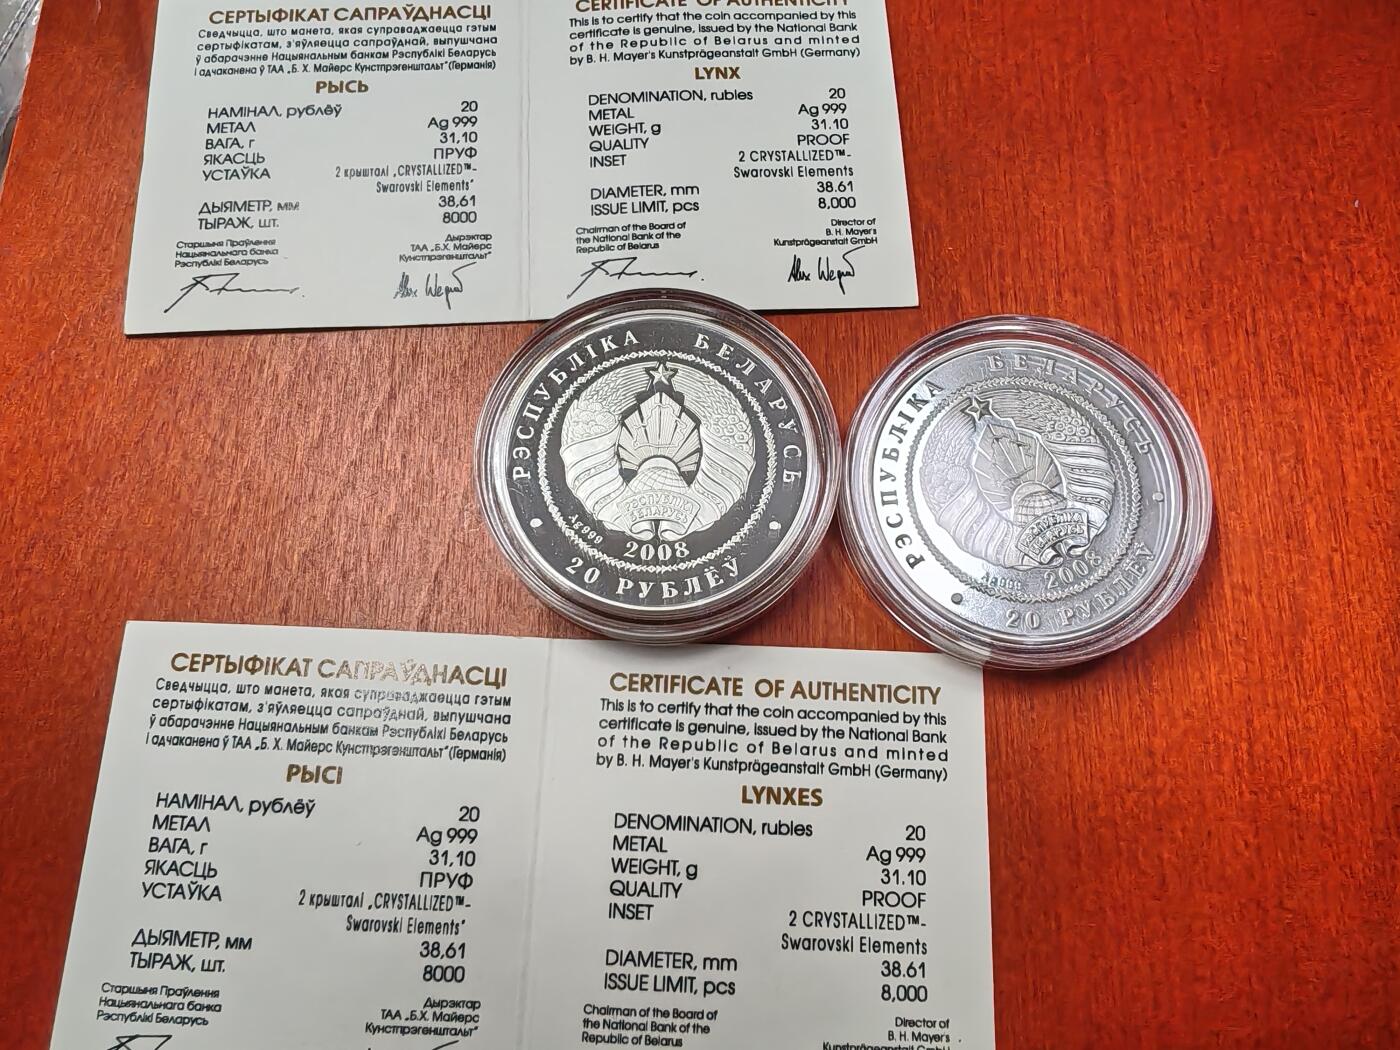 СЕРТЫФІКАТ САПРАЎДНАСЦІ
Сведчыцца, што манета, якая суправаджаецца гэтым
сертыфікатам, з'яўляецца сапраўднай, выпушчана
ў абарачэнне Нацыянальным банкам Рэспублікі Беларусь
і адчаканена ў ТАА „Б. Х. Майерс Кунстпрэгеншталът“(Германія)
РЫСЬ
НАМІНАЛ, рублёў 20
МЕТАЛ Ag 999
ВАГА, г 31,10
ЯКАСЦЬ ПРУФ
УСТАЎКА 2 крышталі „CRYSTALLIZED™-
Swarovski Elements“
ДЫЯМЕТР, мм 38,61
ТЫРАЖ, шт. 8000
Старшыня Праўлення
Нацыянальнага банка
Рэспублікі Беларусь
Дырэктар
ТАА „Б.Х. Майерс
Кунстпрэгеншталът“
CERTIFICATE OF AUTHENTICITY
This is to certify that the coin accompanied by this
certificate is genuine, issued by the National Bank
of the Republic of Belarus and minted
by B. H. Mayer's Kunstprägeanstalt GmbH (Germany)
LYNX
DENOMINATION, rubles 20
METAL Ag 999
WEIGHT, g 31.10
QUALITY PROOF
INSET 2 CRYSTALLIZED™-
Swarovski Elements
DIAMETER, mm 38.61
ISSUE LIMIT, pcs 8,000
Chairman of the Board of
the National Bank of the
Republic of Belarus
Director of
B. H. Mayer's
Kunstprägeanstalt GmbH
РЭСПУБЛІКА БЕЛАРУСЬ
РЭСПУБЛІКА
БЕЛАРУСЬ
Ag 999
2008
20 РУБЛЁЎ
РЭСПУБЛІКА БЕЛАРУСЬ
РЭСПУБЛІКА
БЕЛАРУСЬ
Ag 999
2008
20 РУБЛЁЎ
СЕРТЫФІКАТ САПРАЎДНАСЦІ
Сведчыцца, што манета, якая суправаджаецца гэтым
сертыфікатам, з'яўляецца сапраўднай, выпушчана
ў абарачэнне Нацыянальным банкам Рэспублікі Беларусь
і адчаканена ў ТАА „Б. Х. Майерс Кунстпрэгеншталът“(Германія)
РЫСІ
НАМІНАЛ, рублёў 20
МЕТАЛ Ag 999
ВАГА, г 31,10
ЯКАСЦЬ ПРУФ
УСТАЎКА 2 крышталі „CRYSTALLIZED™-
Swarovski Elements“
ДЫЯМЕТР, мм 38,61
ТЫРАЖ, шт. 8000
Старшыня Праўлення
Нацыянальнага банка
Рэспублікі Беларусь
Дырэктар
ТАА „Б.Х. Майерс
Кунстпрэгеншталът“
CERTIFICATE OF AUTHENTICITY
This is to certify that the coin accompanied by this
certificate is genuine, issued by the National Bank
of the Republic of Belarus and minted
by B. H. Mayer's Kunstprägeanstalt GmbH (Germany)
LYNXES
DENOMINATION, rubles 20
METAL Ag 999
WEIGHT, g 31.10
QUALITY PROOF
INSET 2 CRYSTALLIZED™-
Swarovski Elements
DIAMETER, mm 38.61
ISSUE LIMIT, pcs 8,000
Chairman of the Board of
the National Bank of the
Republic of Belarus
Director of
B. H. Mayer's
Kunstprägeanstalt GmbH